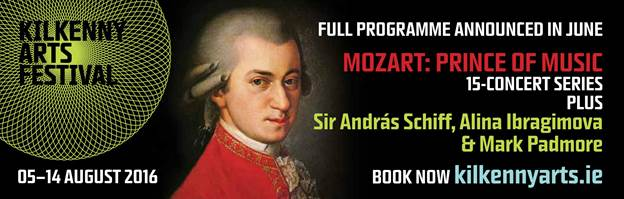 KILKENNY
ARTS
FESTIVAL
05–14 AUGUST 2016
FULL PROGRAMME ANNOUNCED IN JUNE
MOZART: PRINCE OF MUSIC
15-CONCERT SERIES
PLUS
Sir András Schiff, Alina Ibragimova
& Mark Padmore
BOOK NOW kilkennyarts.ie